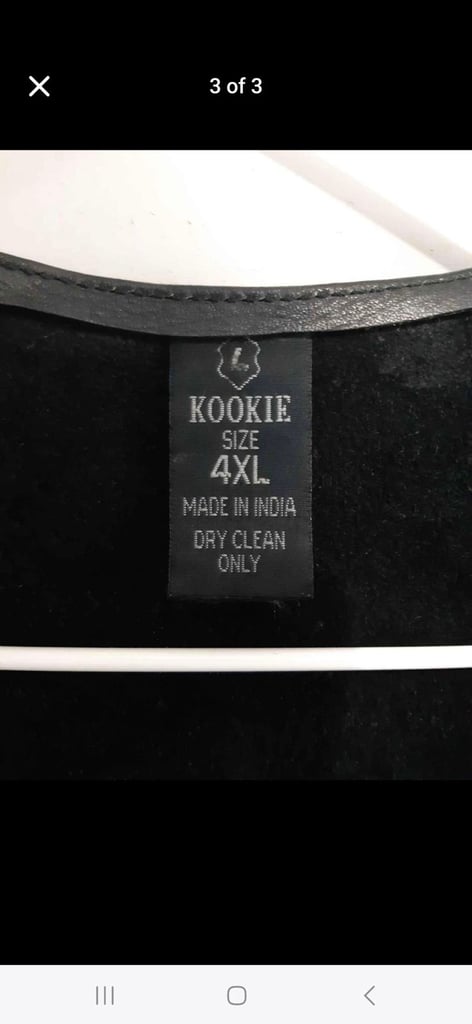 3 of 3
L
KOOKIE
SIZE
4XL
MADE IN INDIA
DRY CLEAN
ONLY